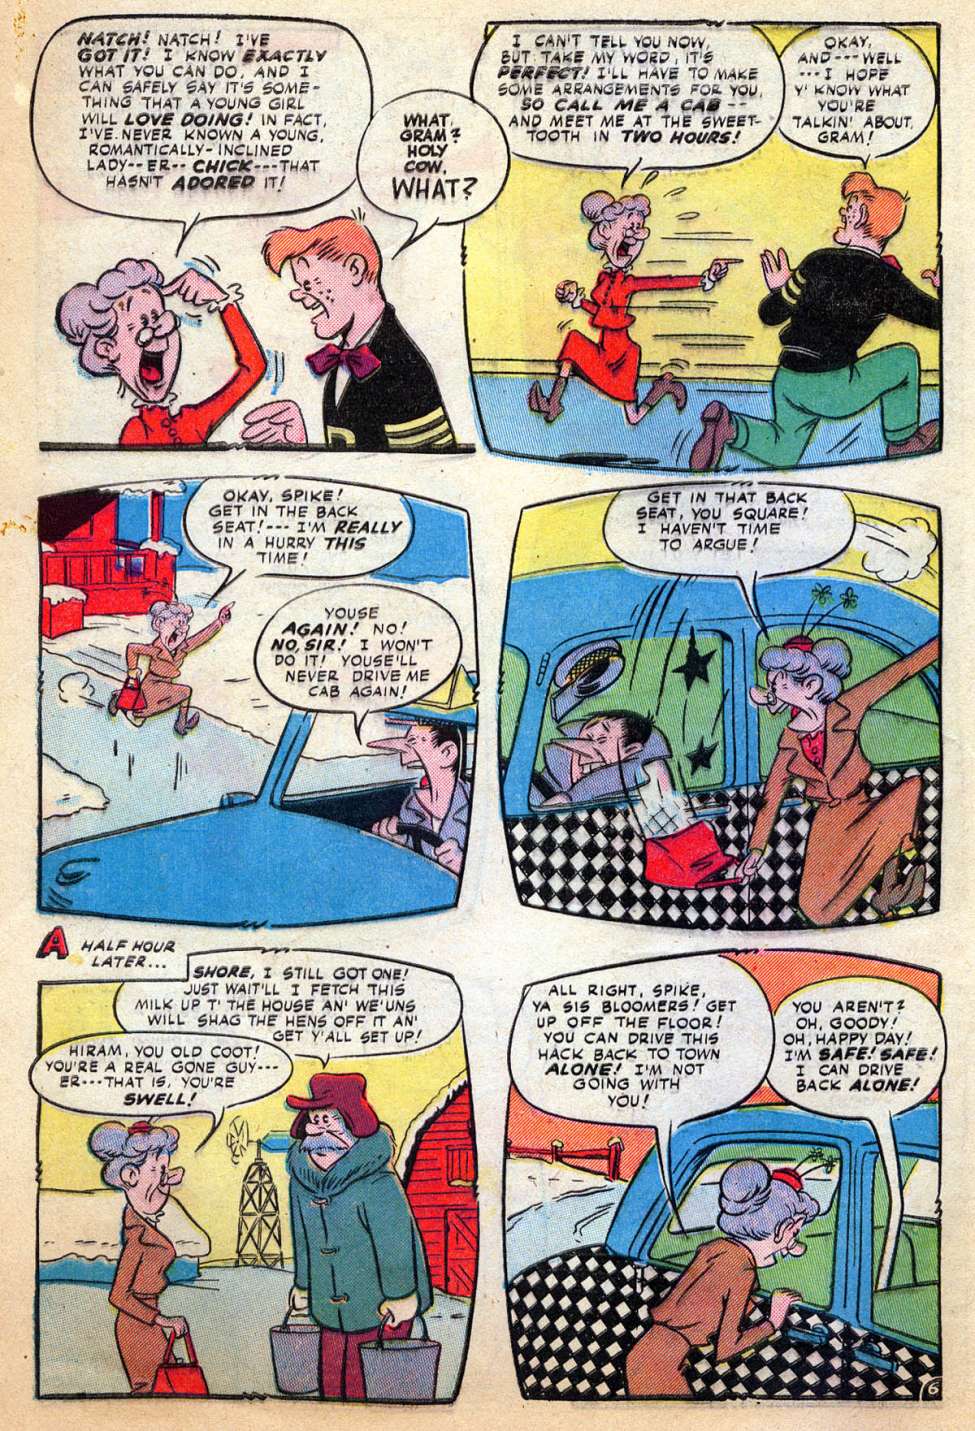 NATCH! NATCH! I'VE
GOT IT! I KNOW EXACTLY
WHAT YOU CAN DO, AND I
CAN SAFELY SAY IT'S SOME-
THING THAT A YOUNG GIRL
WILL LOVE DOING! IN FACT,
I'VE NEVER KNOWN A YOUNG,
ROMANTICALLY-INCLINED
LADY--ER--CHICK---THAT
HASN'T ADORED IT!
WHAT,
GRAM?
HOLY
COW,
WHAT?
I CAN'T TELL YOU NOW,
BUT, TAKE MY WORD, IT'S
PERFECT! I'LL HAVE TO MAKE
SOME ARRANGEMENTS FOR YOU,
SO CALL ME A CAB--
AND MEET ME AT THE SWEET-
TOOTH IN TWO HOURS!
OKAY,
AND---WELL
---I HOPE
Y' KNOW WHAT
YOU'RE
TALKIN' ABOUT,
GRAM!
OKAY, SPIKE!
GET IN THE BACK
SEAT!---I'M REALLY
IN A HURRY THIS
TIME!
YOUSE
AGAIN! NO!
NO, SIR! I WON'T
DO IT! YOUSE'LL
NEVER DRIVE ME
CAB AGAIN!
GET IN THAT BACK
SEAT, YOU SQUARE!
I HAVEN'T TIME
TO ARGUE!
A HALF HOUR
LATER...
SHORE, I STILL GOT ONE!
JUST WAIT'LL I FETCH THIS
MILK UP T' THE HOUSE AN' WE'UNS
WILL SHAG THE HENS OFF IT AN'
GET Y'ALL SET UP!
HIRAM, YOU OLD COOT!
YOU'RE A REAL GONE GUY---
ER---THAT IS, YOU'RE
SWELL!
ALL RIGHT, SPIKE,
YA SIS BLOOMERS! GET
UP OFF THE FLOOR!
YOU CAN DRIVE THIS
HACK BACK TO TOWN
ALONE! I'M NOT
GOING WITH
YOU!
YOU AREN'T?
OH, GOODY!
OH, HAPPY DAY!
I'M SAFE! SAFE!
I CAN DRIVE
BACK ALONE!
6